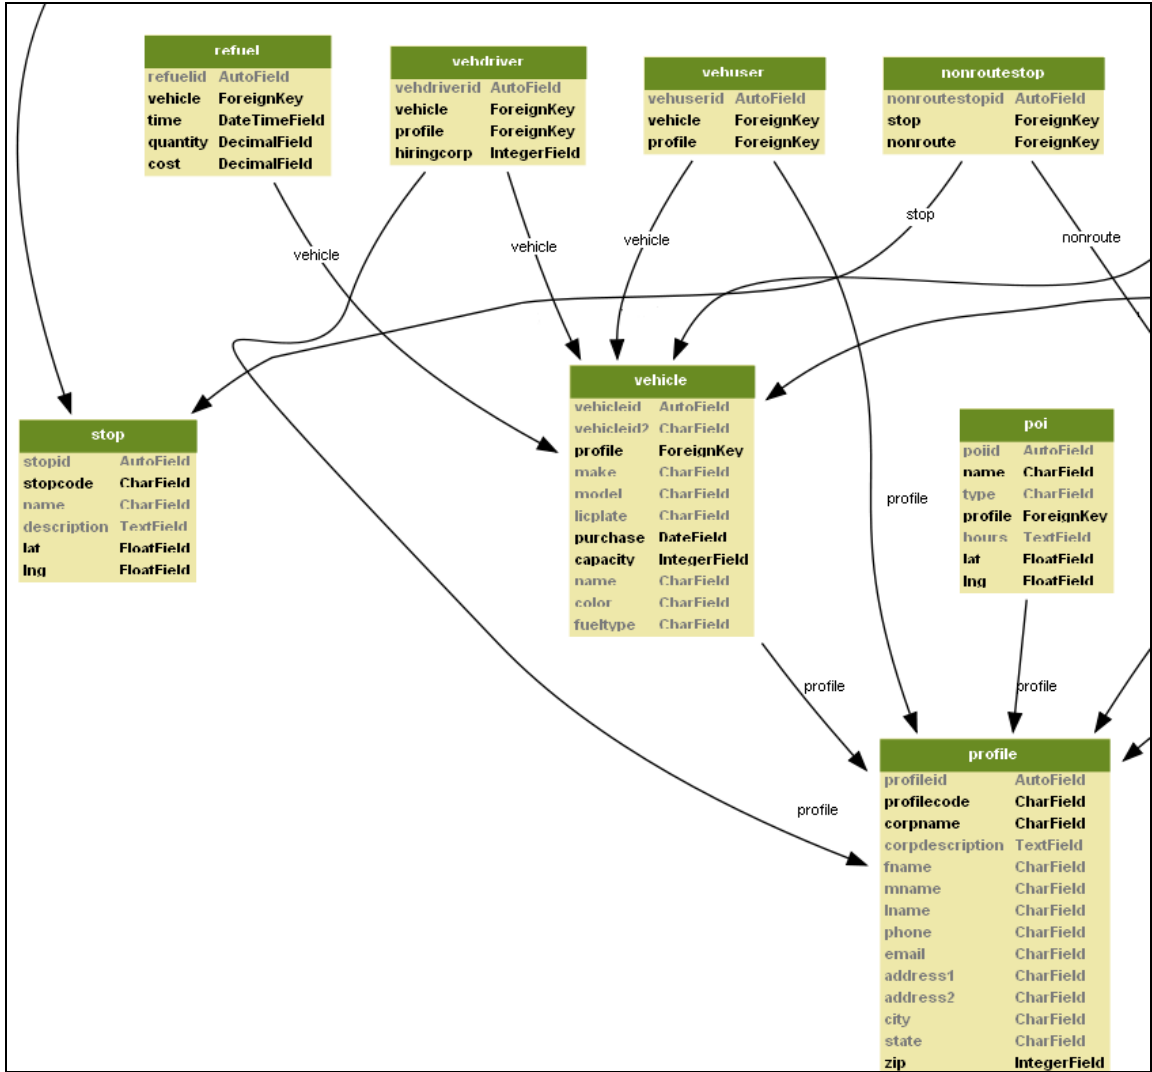 refuel
refuelid AutoField
vehicle ForeignKey
time DateTimeField
quantity DecimalField
cost DecimalField
vehdriver
vehdriverid AutoField
vehicle ForeignKey
profile ForeignKey
hiringcorp IntegerField
vehuser
vehuserid AutoField
vehicle ForeignKey
profile ForeignKey
nonroutestop
nonroutestopid AutoField
stop ForeignKey
nonroute ForeignKey
vehicle
vehicle
vehicle
stop
nonroute
stop
stopid AutoField
stopcode CharField
name CharField
description TextField
lat FloatField
lng FloatField
vehicle
vehicleid AutoField
vehicleid2 CharField
profile ForeignKey
make CharField
model CharField
licplate CharField
purchase DateField
capacity IntegerField
name CharField
color CharField
fueltype CharField
poi
poiid AutoField
name CharField
type CharField
profile ForeignKey
hours TextField
lat FloatField
lng FloatField
profile
profile
profile
profile
profile
profileid AutoField
profilecode CharField
corpname CharField
corpdescription TextField
fname CharField
mname CharField
lname CharField
phone CharField
email CharField
address1 CharField
address2 CharField
city CharField
state CharField
zip IntegerField